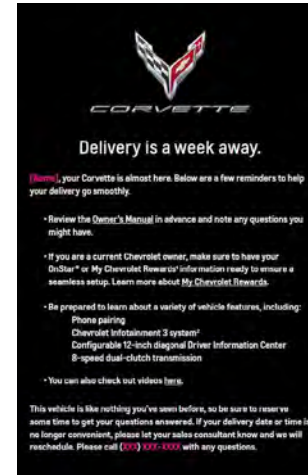 CORVETTE
Delivery is a week away.
[Name], your Corvette is almost here. Below are a few reminders to help
your delivery go smoothly.
• Review the Owner's Manual in advance and note any questions you
might have.
• If you are a current Chevrolet owner, make sure to have your
OnStar® or My Chevrolet Rewards¹ information ready to ensure a
seamless setup. Learn more about My Chevrolet Rewards.
• Be prepared to learn about a variety of vehicle features, including:
Phone pairing
Chevrolet Infotainment 3 system²
Configurable 12-inch diagonal Driver Information Center
8-speed dual-clutch transmission
• You can also check out videos here.
This vehicle is like nothing you've seen before, so be sure to reserve
some time to get your questions answered. If your delivery date or time is
no longer convenient, please let your sales consultant know and we will
reschedule. Please call (XXX) XXX-XXXX with any questions.